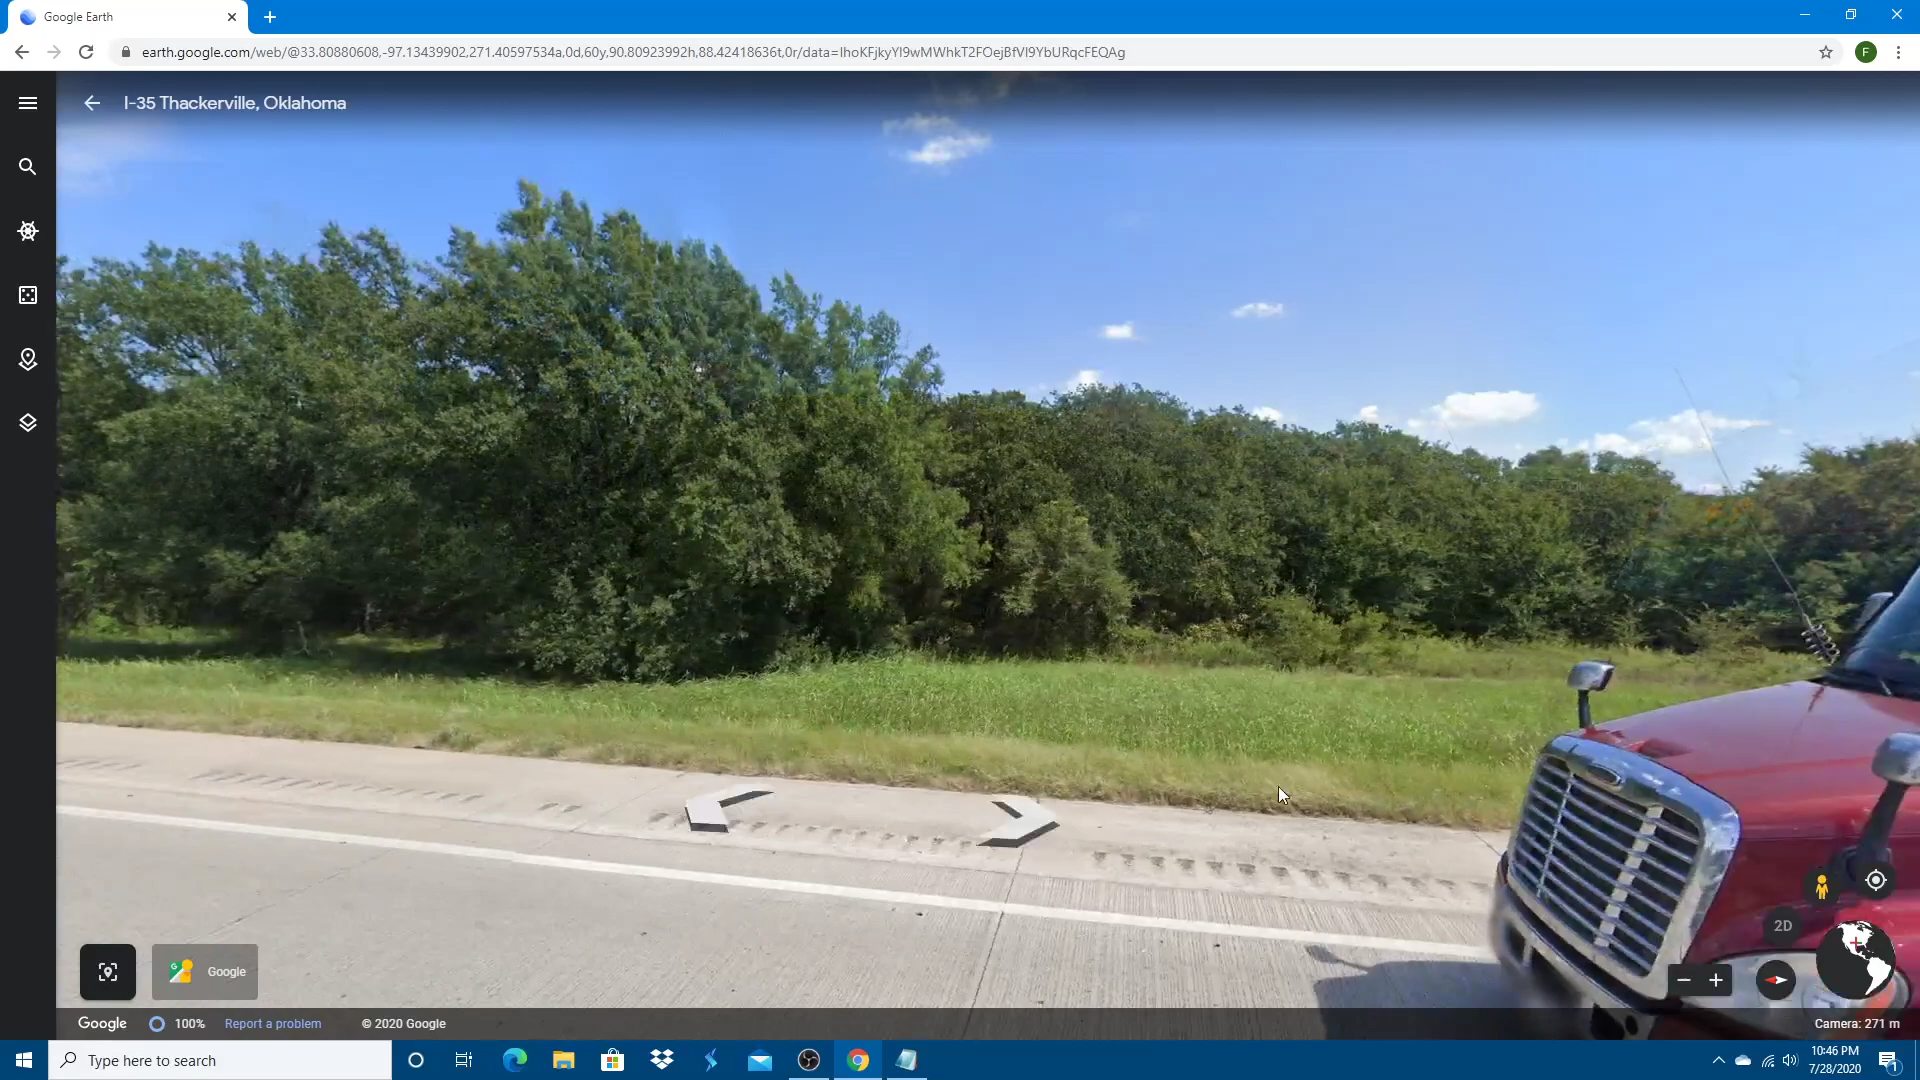 Google Earth
earth.google.com/web/@33.80880608,-97.13439902,271.40597534a,0d,60y,90.80923992h,88.42418636t,0r/data=IhoKFjkyYl9wMWhkT2FOejBfVl9YbURqcFEQAg
F
I-35 Thackerville, Oklahoma
2D
Google
Google
100%
Report a problem
© 2020 Google
Camera: 271 m
Type here to search
10:46 PM
7/28/2020
1